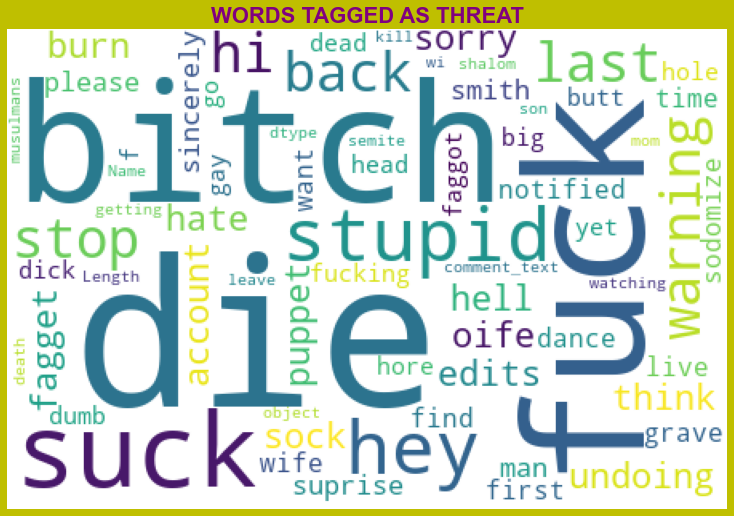 WORDS TAGGED AS THREAT
burn
hi
dead
kill
sorry
last
please
sincerely
go
back
wi
shalom
smith
butt
hole
time
musulmans
bitch
f
Name
gay
dtype
want
semite
head
faggot
son
big
notified
mom
fuck
warning
sodomize
getting
hate
stop
stupid
yet
dick
Length
account
leave
puppet
fucking
comment_text
watching
hell
oife
dance
die
fagget
death
hore
edits
live
think
dumb
object
find
suck
sock
hey
grave
wife
man
undoing
suprise
first